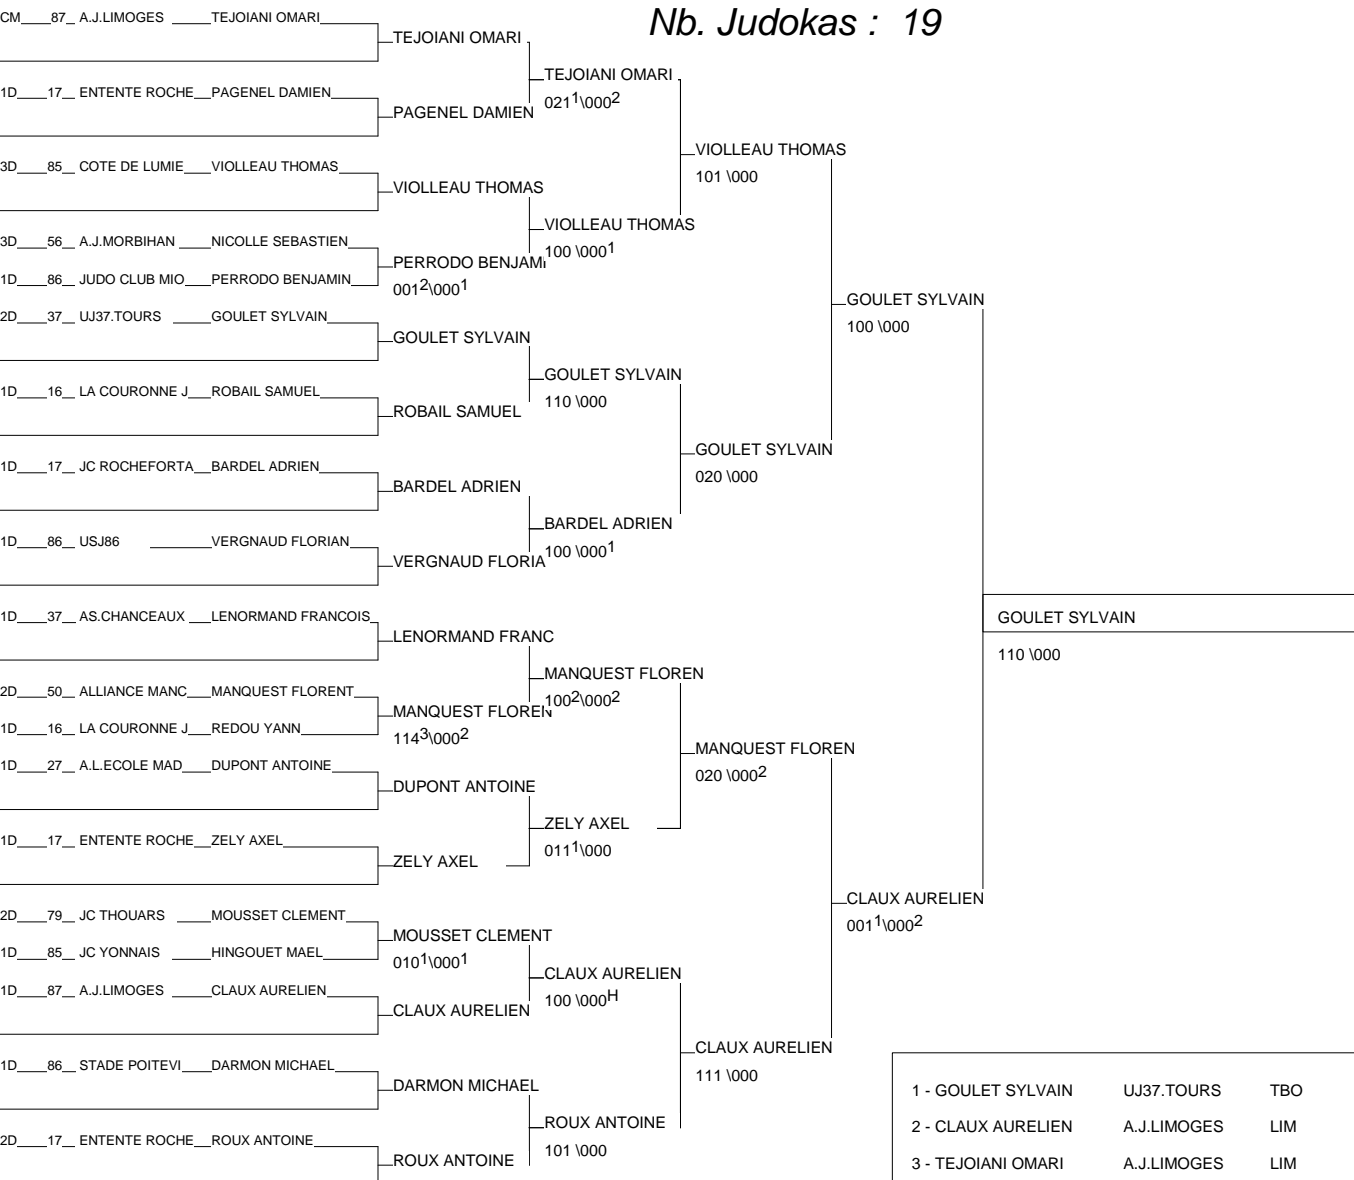 Nb. Judokas : 19
CM 87 A.J.LIMOGES TEJOIANI OMARI
1D 17 ENTENTE ROCHE PAGENEL DAMIEN
3D 85 COTE DE LUMIE VIOLLEAU THOMAS
3D 56 A.J.MORBIHAN NICOLLE SEBASTIEN
1D 86 JUDO CLUB MIO PERRODO BENJAMIN
2D 37 UJ37.TOURS GOULET SYLVAIN
1D 16 LA COURONNE J ROBAIL SAMUEL
1D 17 JC ROCHEFORTA BARDEL ADRIEN
1D 86 USJ86 VERGNAUD FLORIAN
1D 37 AS.CHANCEAUX LENORMAND FRANCOIS
2D 50 ALLIANCE MANC MANQUEST FLORENT
1D 16 LA COURONNE J REDOU YANN
1D 27 A.L.ECOLE MAD DUPONT ANTOINE
1D 17 ENTENTE ROCHE ZELY AXEL
2D 79 JC THOUARS MOUSSET CLEMENT
1D 85 JC YONNAIS HINGOUET MAEL
1D 87 A.J.LIMOGES CLAUX AURELIEN
1D 86 STADE POITEVI DARMON MICHAEL
2D 17 ENTENTE ROCHE ROUX ANTOINE
TEJOIANI OMARI
PAGENEL DAMIEN
VIOLLEAU THOMAS
PERRODO BENJAMI
001²\000¹
GOULET SYLVAIN
ROBAIL SAMUEL
BARDEL ADRIEN
VERGNAUD FLORIA
LENORMAND FRANC
MANQUEST FLOREN
114³\000²
DUPONT ANTOINE
ZELY AXEL
MOUSSET CLEMENT
010¹\000¹
CLAUX AURELIEN
DARMON MICHAEL
ROUX ANTOINE
TEJOIANI OMARI
021¹\000²
VIOLLEAU THOMAS
100 \000¹
GOULET SYLVAIN
110 \000
BARDEL ADRIEN
100 \000¹
MANQUEST FLOREN
100²\000²
ZELY AXEL
011¹\000
CLAUX AURELIEN
100 \000ᴴ
ROUX ANTOINE
101 \000
VIOLLEAU THOMAS
101 \000
GOULET SYLVAIN
020 \000
MANQUEST FLOREN
020 \000²
CLAUX AURELIEN
111 \000
GOULET SYLVAIN
100 \000
CLAUX AURELIEN
001¹\000²
GOULET SYLVAIN
110 \000
1 - GOULET SYLVAIN UJ37.TOURS TBO
2 - CLAUX AURELIEN A.J.LIMOGES LIM
3 - TEJOIANI OMARI A.J.LIMOGES LIM